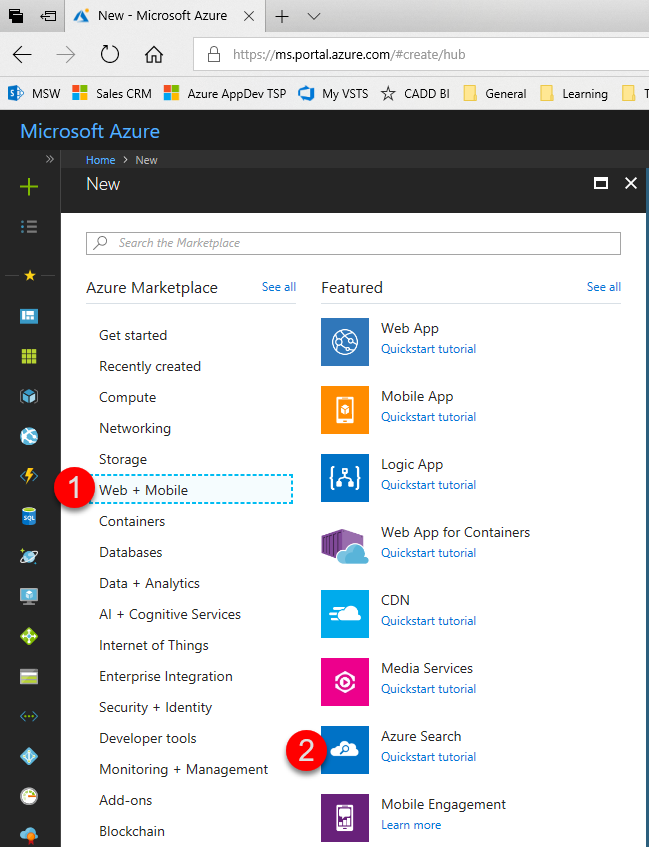 New - Microsoft Azure
https://ms.portal.azure.com/#create/hub
MSW Sales CRM Azure AppDev TSP My VSTS CADD BI General Learning
Microsoft Azure
Home > New
New
Search the Marketplace
Azure Marketplace See all
Get started
Recently created
Compute
Networking
Storage
1 Web + Mobile
Containers
Databases
Data + Analytics
AI + Cognitive Services
Internet of Things
Enterprise Integration
Security + Identity
Developer tools
Monitoring + Management
Add-ons
Blockchain
Featured See all
Web App
Quickstart tutorial
Mobile App
Quickstart tutorial
Logic App
Quickstart tutorial
Web App for Containers
Quickstart tutorial
CDN
Quickstart tutorial
Media Services
Quickstart tutorial
2 Azure Search
Quickstart tutorial
Mobile Engagement
Learn more
SQL